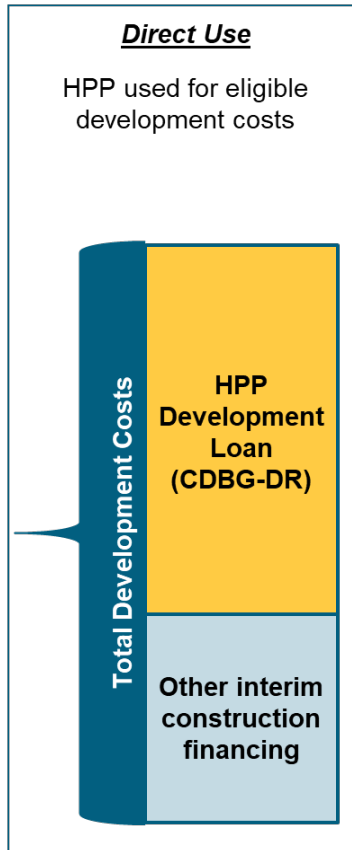 Direct Use
HPP used for eligible
development costs
Total Development Costs
HPP
Development
Loan
(CDBG-DR)
Other interim
construction
financing